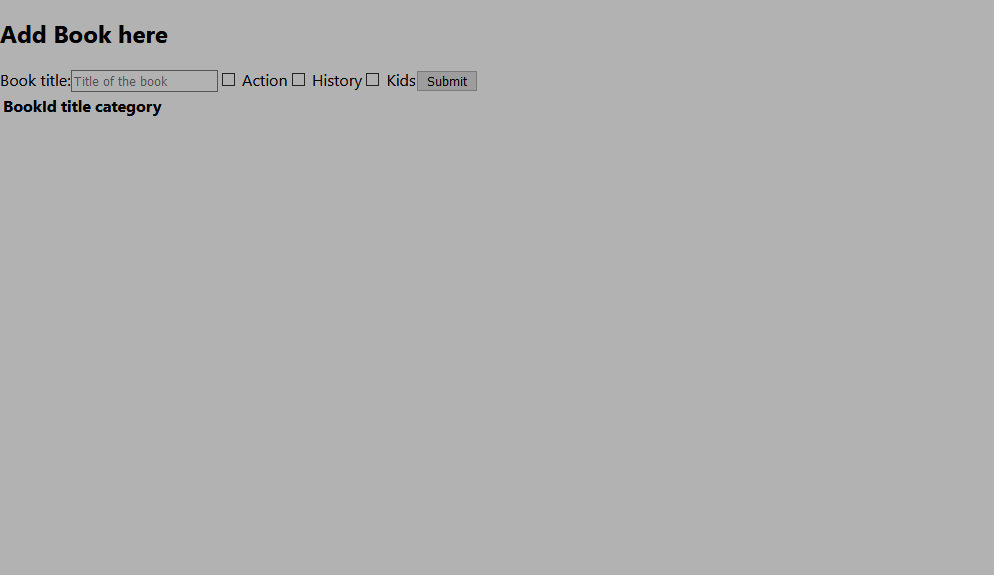 Add Book here
Book title: Title of the book Action History Kids Submit
BookId title category